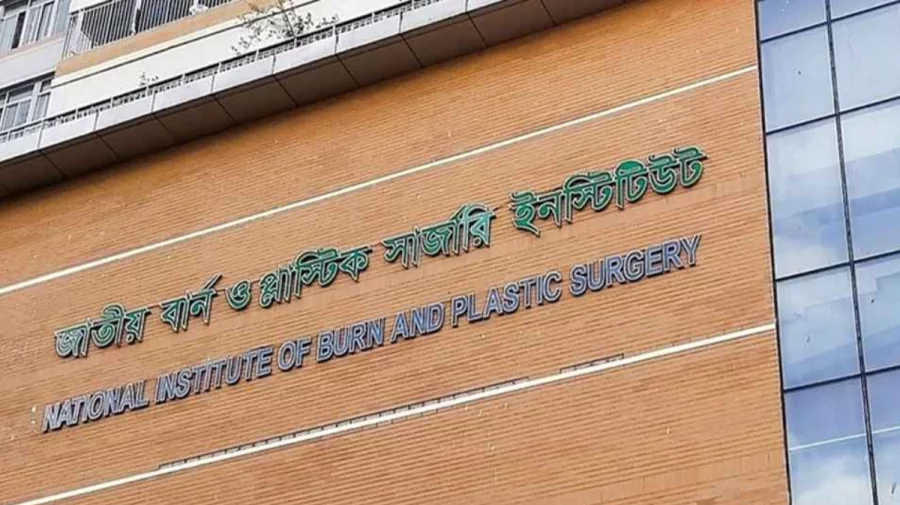 জাতীয় বার্ন ও প্লাস্টিক সার্জারি ইনস্টিটিউট
NATIONAL INSTITUTE OF BURN AND PLASTIC SURGERY